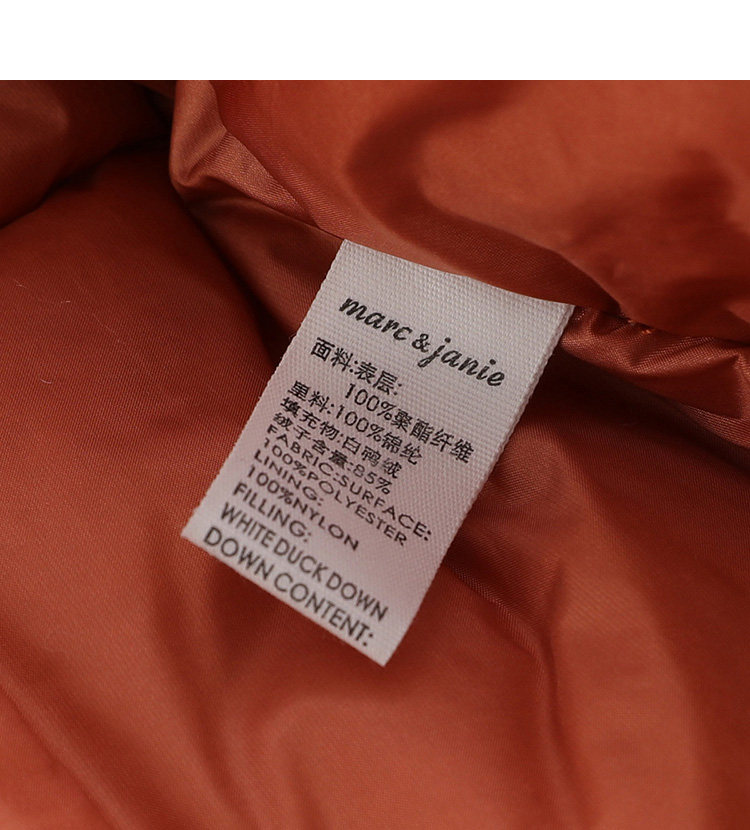 marc & janie
面料:表层:
100%聚酯纤维
里料:100%锦纶
填充物:白鸭绒
绒子含量:85%
FABRIC:SURFACE:
100%POLYESTER
LINING:
100%NYLON
FILLING:
WHITE DUCK DOWN
DOWN CONTENT: